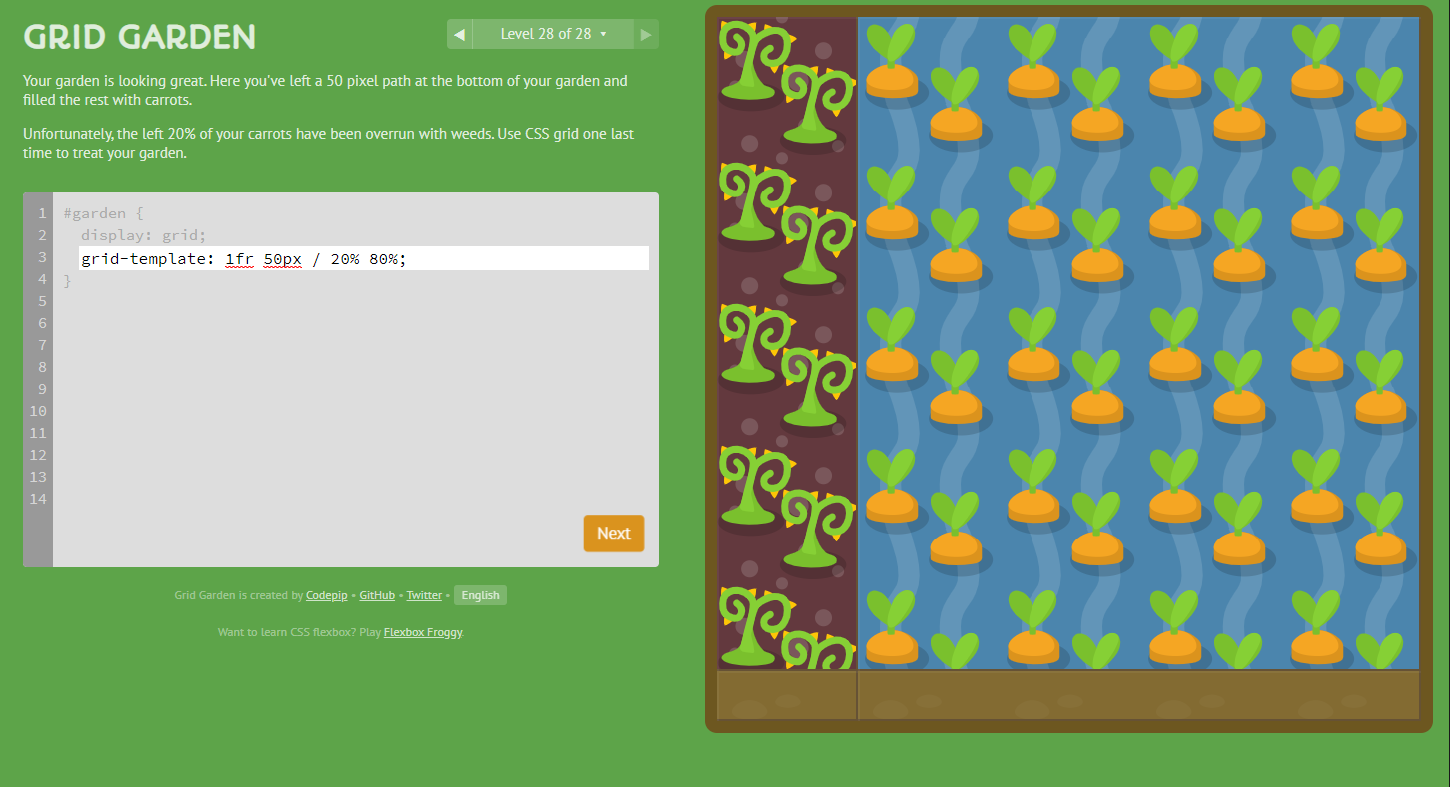 GRID GARDEN
◀ Level 28 of 28 ▾ ▶
Your garden is looking great. Here you've left a 50 pixel path at the bottom of your garden and
filled the rest with carrots.
Unfortunately, the left 20% of your carrots have been overrun with weeds. Use CSS grid one last
time to treat your garden.
1 #garden {
2 display: grid;
3 grid-template: 1fr 50px / 20% 80%;
4 }
5
6
7
8
9
10
11
12
13
14
Next
Grid Garden is created by Codepip • GitHub • Twitter • English
Want to learn CSS flexbox? Play Flexbox Froggy.